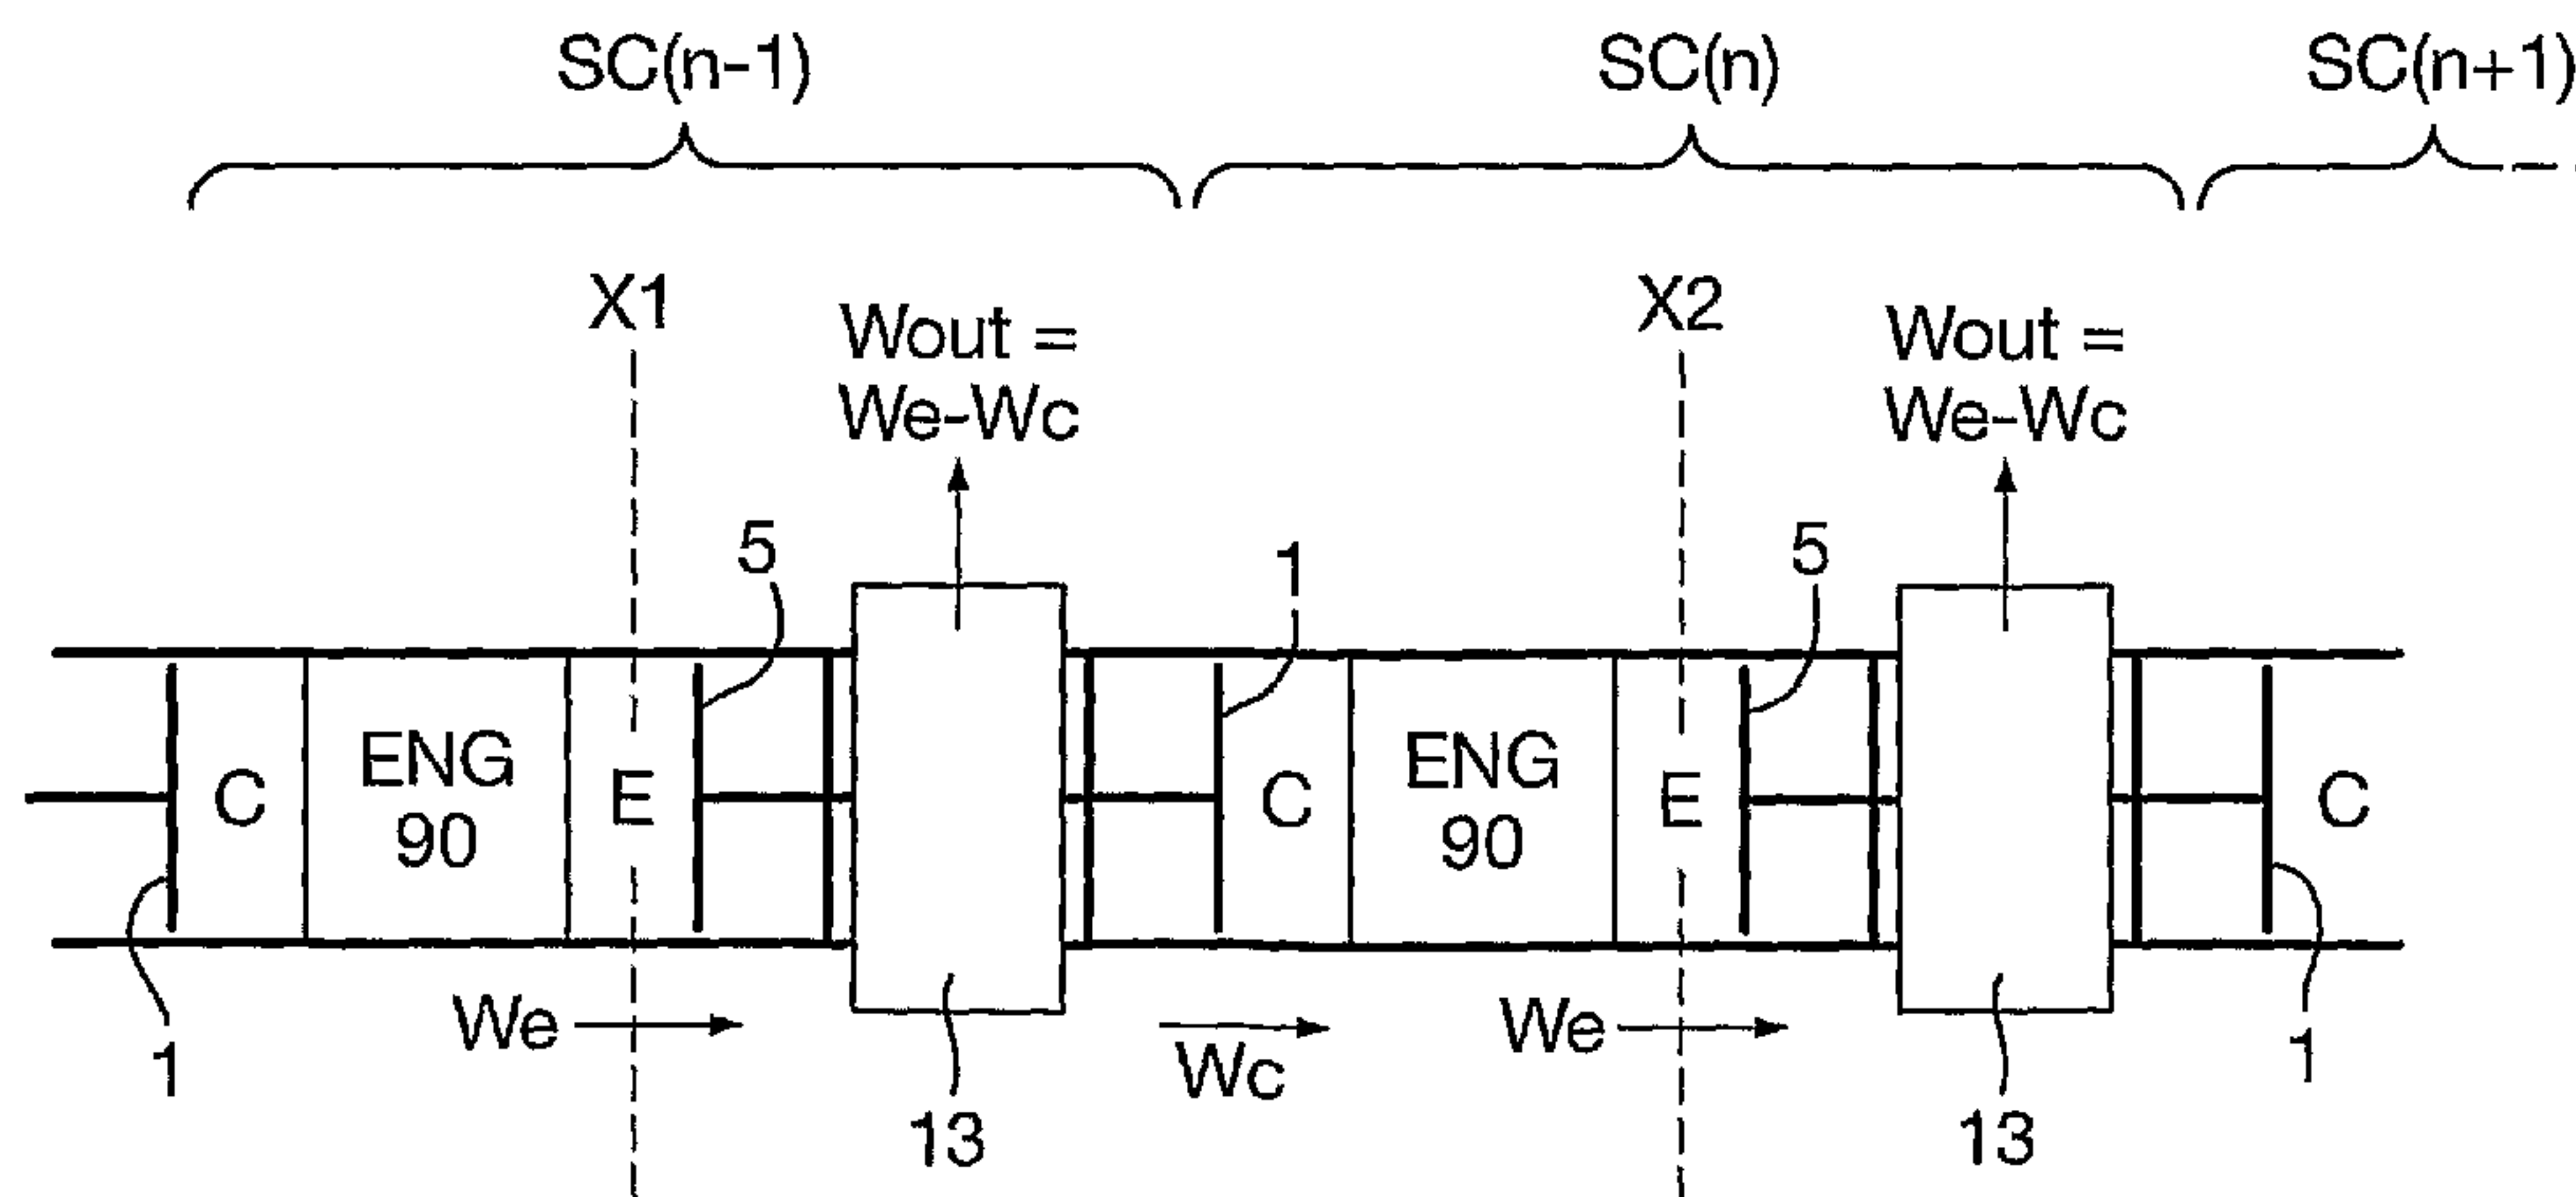 SC(n-1)
SC(n)
SC(n+1)
X1
Wout =
We-Wc
X2
Wout =
We-Wc
5
1
5
C
ENG
90
E
C
ENG
90
E
C
1
We
13
Wc
We
13
1